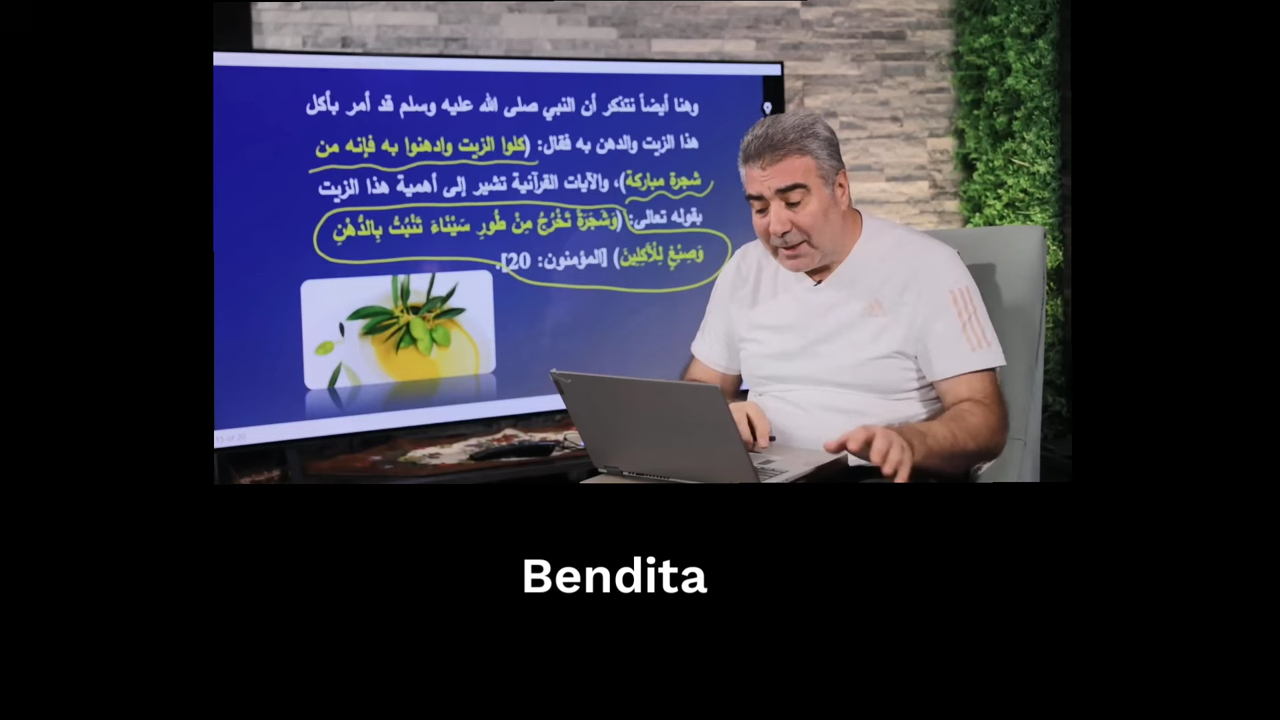 وهنا أيضاً نتذكر أن النبي صلى الله عليه وسلم قد أمر بأكل
هذا الزيت والدهن به فقال: (كلوا الزيت وادهنوا به فإنه من
شجرة مباركة)، والآيات القرآنية تشير إلى أهمية هذا الزيت
بقوله تعالى: (وَشَجَرَةً تَخْرُجُ مِنْ طُورِ سَيْنَاءَ تَنْبُتُ بِالدُّهْنِ
وَصِبْغٍ لِلْآَكِلِينَ) [المؤمنون: 20].
Bendita